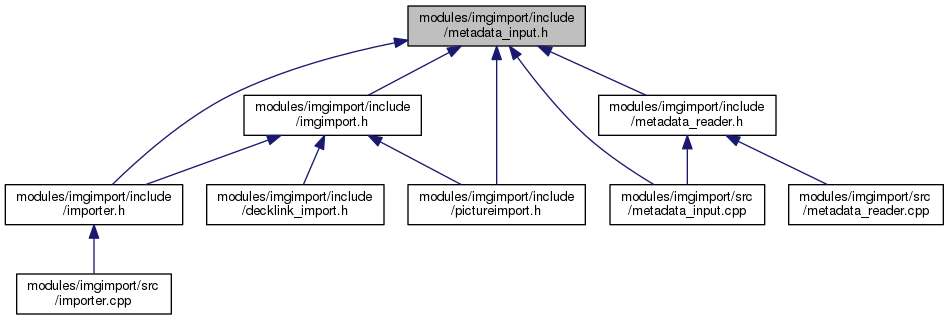 modules/imgimport/include
/metadata_input.h
modules/imgimport/include
/imgimport.h
modules/imgimport/include
/metadata_reader.h
modules/imgimport/include
/importer.h
modules/imgimport/include
/decklink_import.h
modules/imgimport/include
/pictureimport.h
modules/imgimport/src
/metadata_input.cpp
modules/imgimport/src
/metadata_reader.cpp
modules/imgimport/src
/importer.cpp